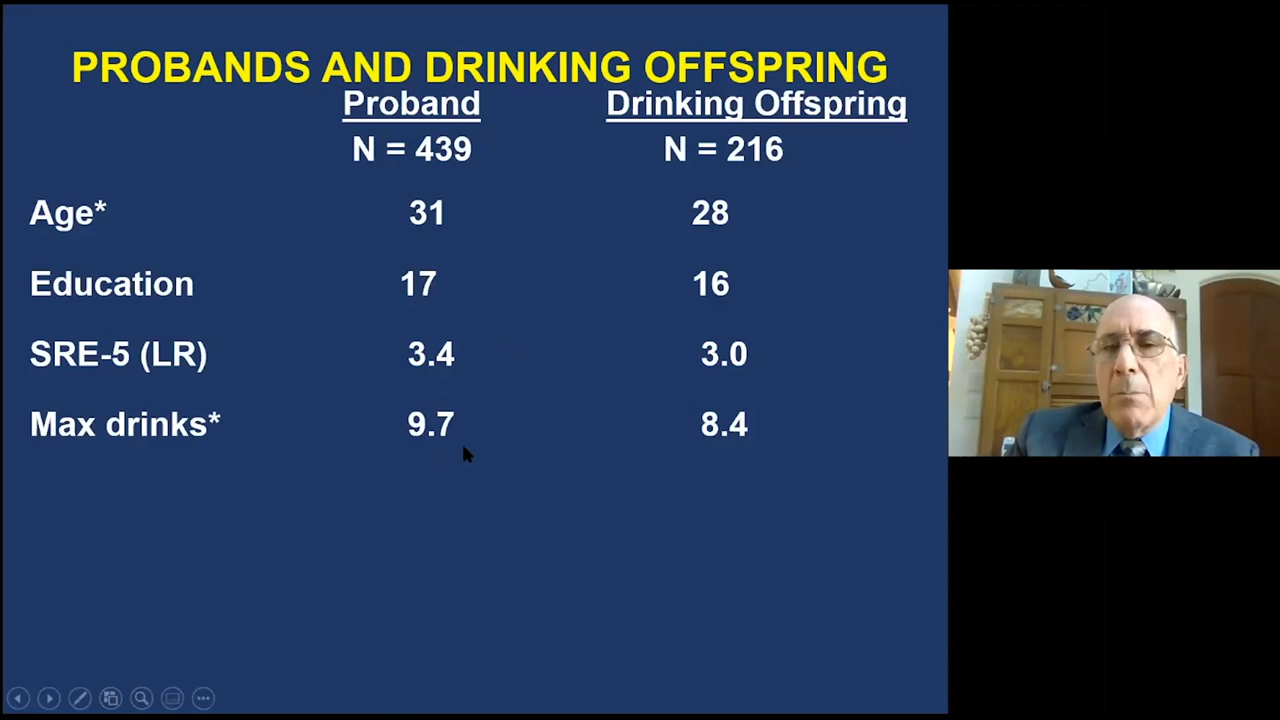 PROBANDS AND DRINKING OFFSPRING
Proband Drinking Offspring
N = 439 N = 216
Age* 31 28
Education 17 16
SRE-5 (LR) 3.4 3.0
Max drinks* 9.7 8.4